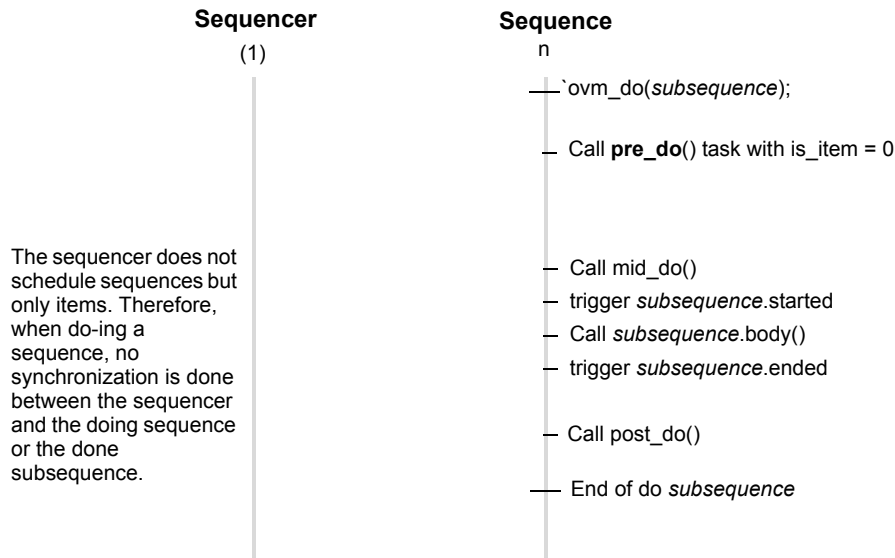 Sequencer
(1)
Sequence
n
`ovm_do(subsequence);
Call pre_do() task with is_item = 0
The sequencer does not
schedule sequences but
only items. Therefore,
when do-ing a
sequence, no
synchronization is done
between the sequencer
and the doing sequence
or the done
subsequence.
Call mid_do()
trigger subsequence.started
Call subsequence.body()
trigger subsequence.ended
Call post_do()
End of do subsequence